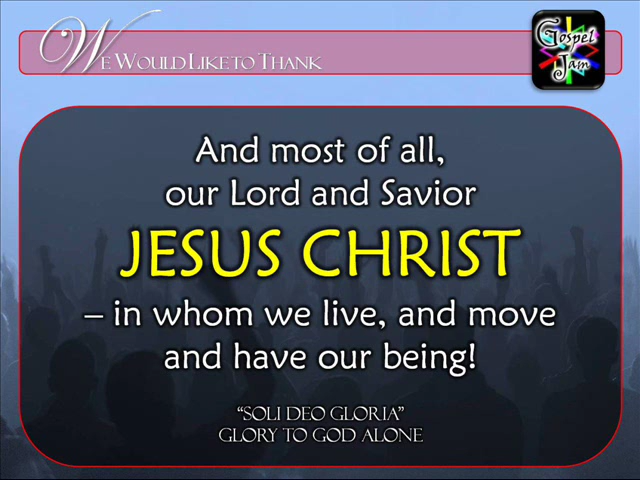 We Would Like to Thank
Gospel
Jam
And most of all,
our Lord and Savior
JESUS CHRIST
– in whom we live, and move
and have our being!
“SOLI DEO GLORIA”
GLORY TO GOD ALONE